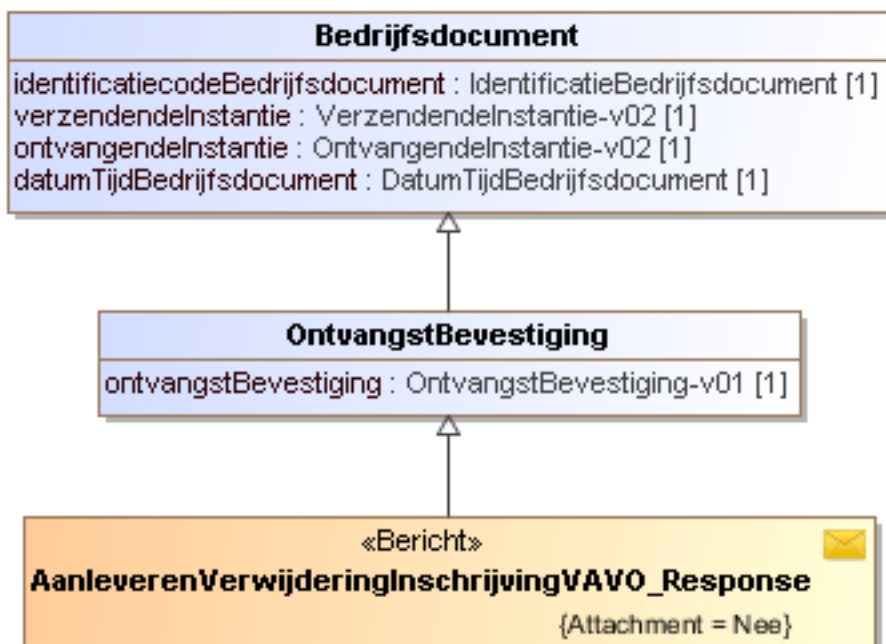 Bedrijfsdocument
identificatiecodeBedrijfsdocument : IdentificatieBedrijfsdocument [1]
verzendendeInstantie : VerzendendeInstantie-v02 [1]
ontvangendeInstantie : OntvangendeInstantie-v02 [1]
datumTijdBedrijfsdocument : DatumTijdBedrijfsdocument [1]
OntvangstBevestiging
ontvangstBevestiging : OntvangstBevestiging-v01 [1]
«Bericht»
AanleverenVerwijderingInschrijvingVAVO_Response
{Attachment = Nee}